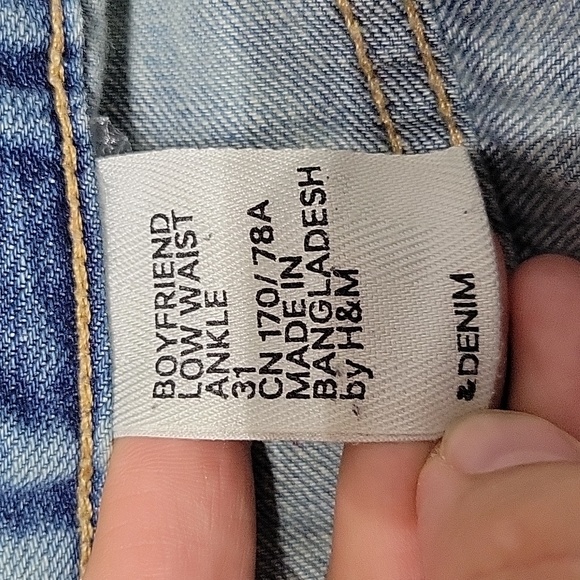 BOYFRIEND
LOW WAIST
ANKLE
31
CN 170/78A
MADE IN
BANGLADESH
by H&M
&DENIM